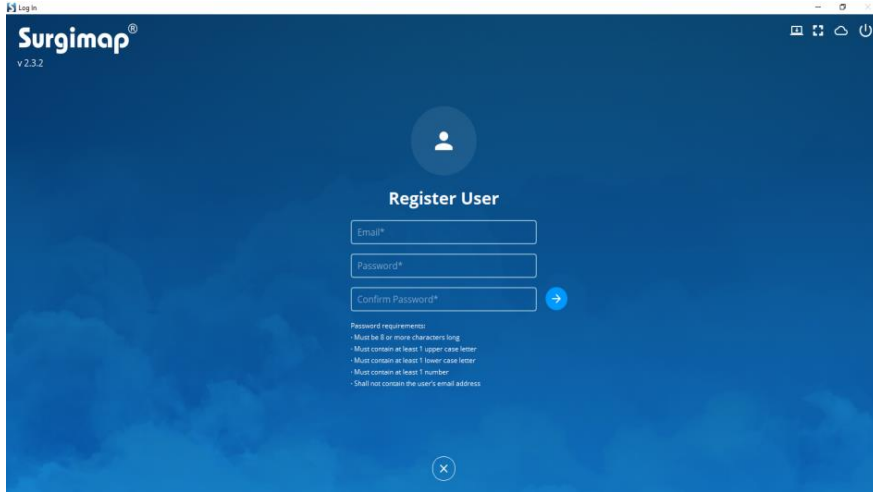 Log In
Surgimap®
v 2.3.2
Register User
Email*
Password*
Confirm Password*
Password requirements:
· Must be 8 or more characters long
· Must contain at least 1 upper case letter
· Must contain at least 1 lower case letter
· Must contain at least 1 number
· Shall not contain the user's email address